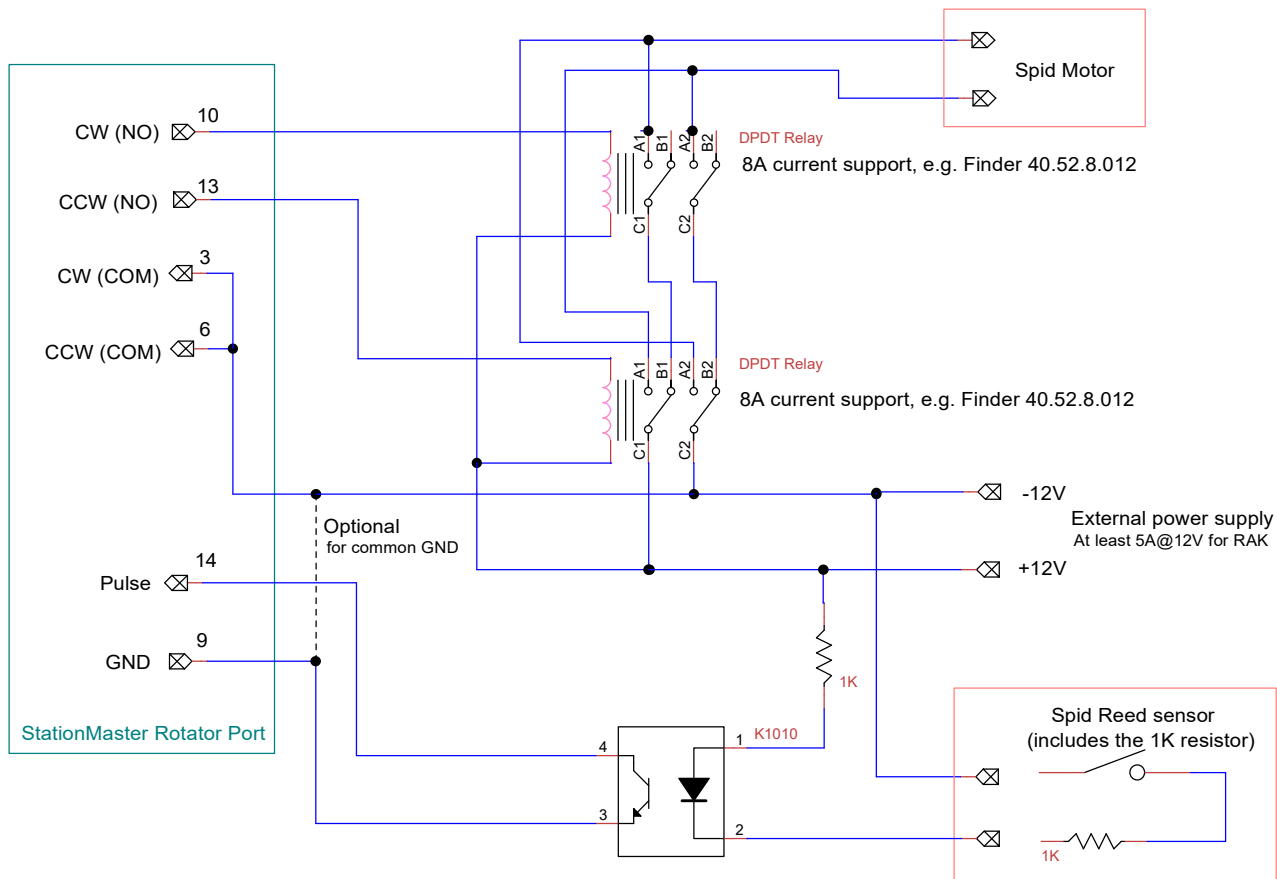 Spid Motor
10
CW (NO)
A1
B1
A2
B2
DPDT Relay
8A current support, e.g. Finder 40.52.8.012
13
CCW (NO)
C1
C2
3
CW (COM)
6
CCW (COM)
A1
B1
A2
B2
DPDT Relay
8A current support, e.g. Finder 40.52.8.012
C1
C2
-12V
External power supply
At least 5A@12V for RAK
+12V
Optional
for common GND
14
Pulse
9
GND
1K
StationMaster Rotator Port
K1010
4
1
3
2
Spid Reed sensor
(includes the 1K resistor)
1K